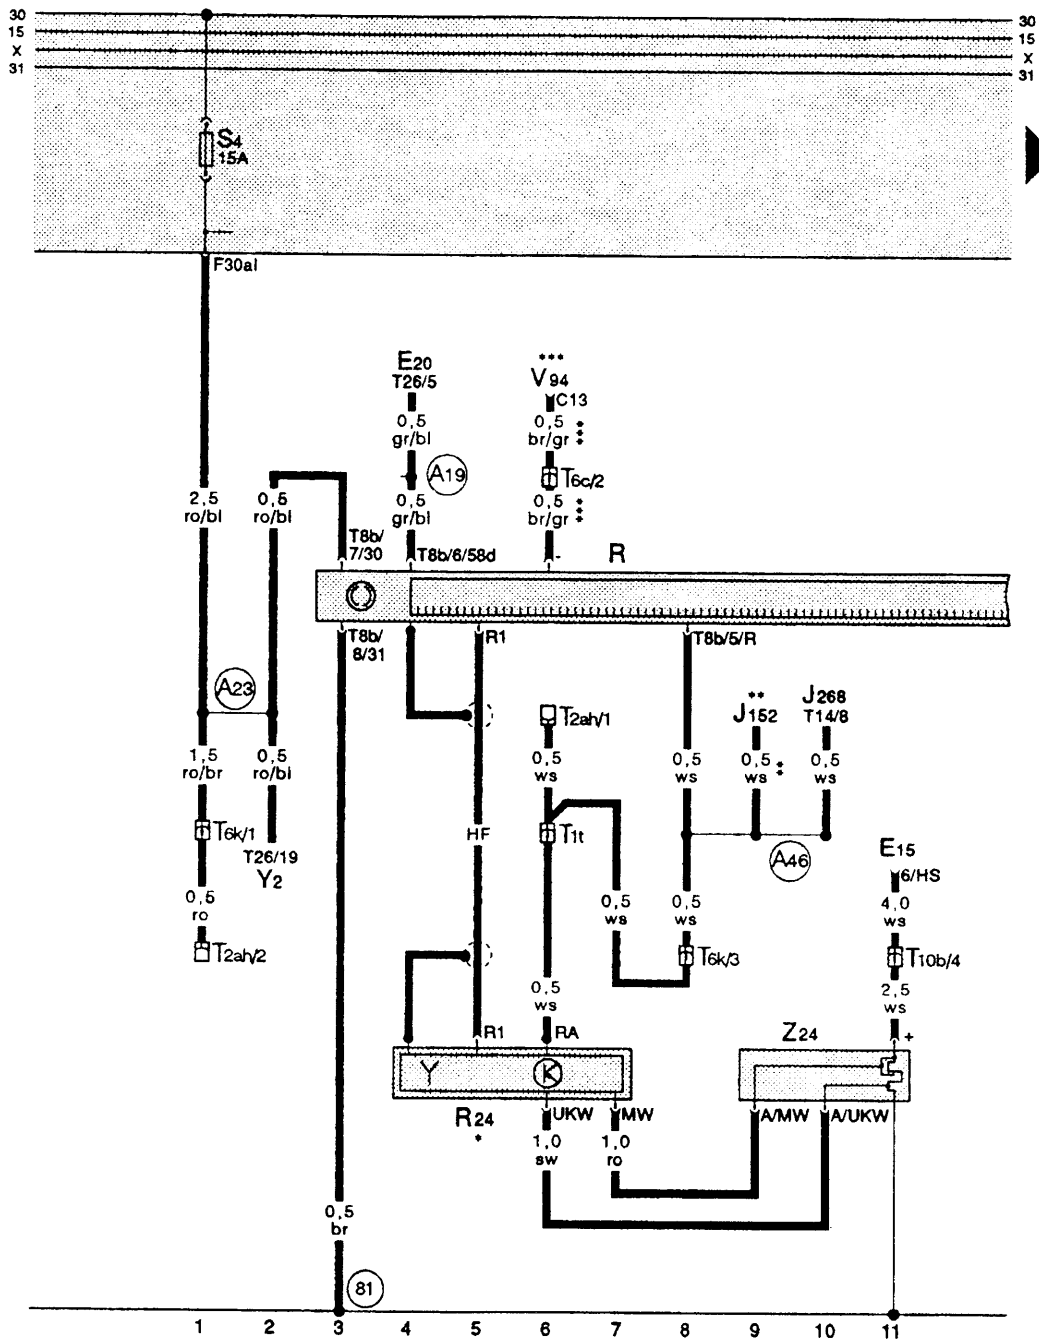 30
30
15
15
X
X
31
31
S4
15A
F30al
E20
T26/5
***
V94
C13
0,5
gr/bl
0,5
br/gr
***
A19
T6c/2
2,5
ro/bl
0,5
ro/bl
0,5
gr/bl
0,5
br/gr
***
T8b/
7/30
T8b/6/58d
-
R
T8b/
8/31
R1
T8b/5/R
A23
**
J152
J268
T14/8
T2ah/1
1,5
ro/br
0,5
ro/bl
0,5
ws
0,5
ws
0,5
ws
**
0,5
ws
T6k/1
HF
T1t
T26/19
Y2
A46
E15
6/HS
0,5
ro
0,5
ws
0,5
ws
4,0
ws
T2ah/2
T6k/3
T10b/4
0,5
ws
2,5
ws
R1
RA
Z24
+
Y
K
R24
*
UKW
MW
A/MW
A/UKW
1,0
sw
1,0
ro
0,5
br
81
1 2 3 4 5 6 7 8 9 10 11